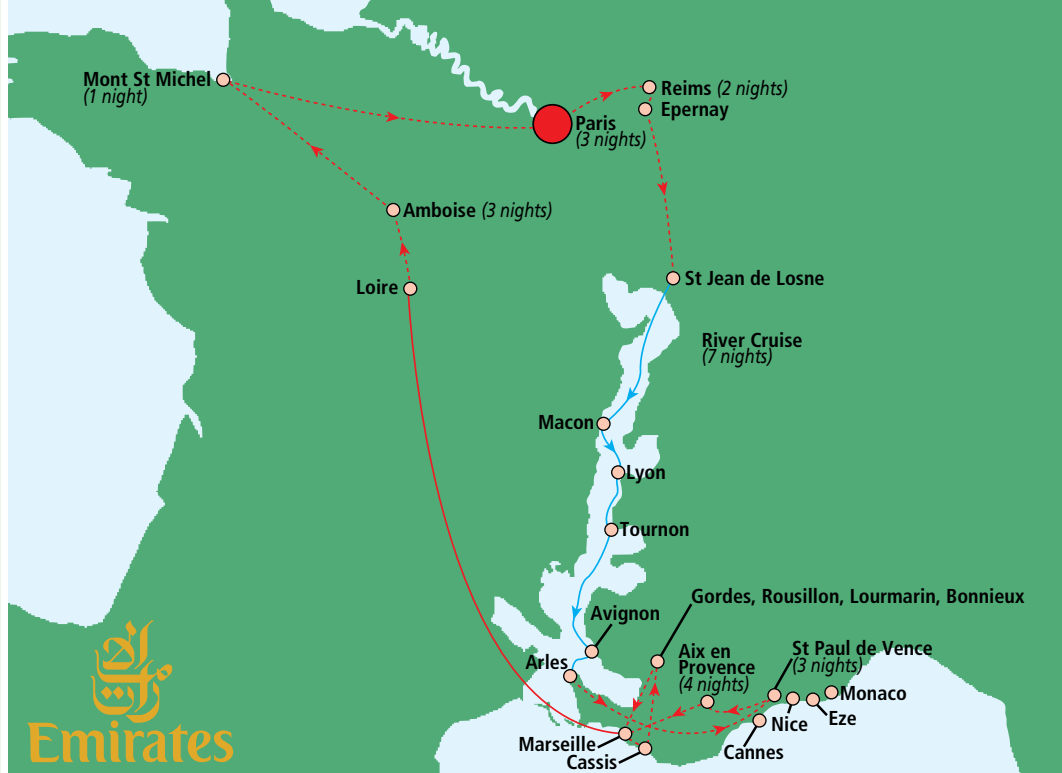 Mont St Michel
(1 night)
Reims (2 nights)
Epernay
Paris
(3 nights)
Amboise (3 nights)
Loire
St Jean de Losne
River Cruise
(7 nights)
Macon
Lyon
Tournon
Gordes, Rousillon, Lourmarin, Bonnieux
Avignon
Arles
Aix en
Provence
(4 nights)
St Paul de Vence
(3 nights)
Monaco
Eze
Nice
Cannes
Marseille
Cassis
Emirates